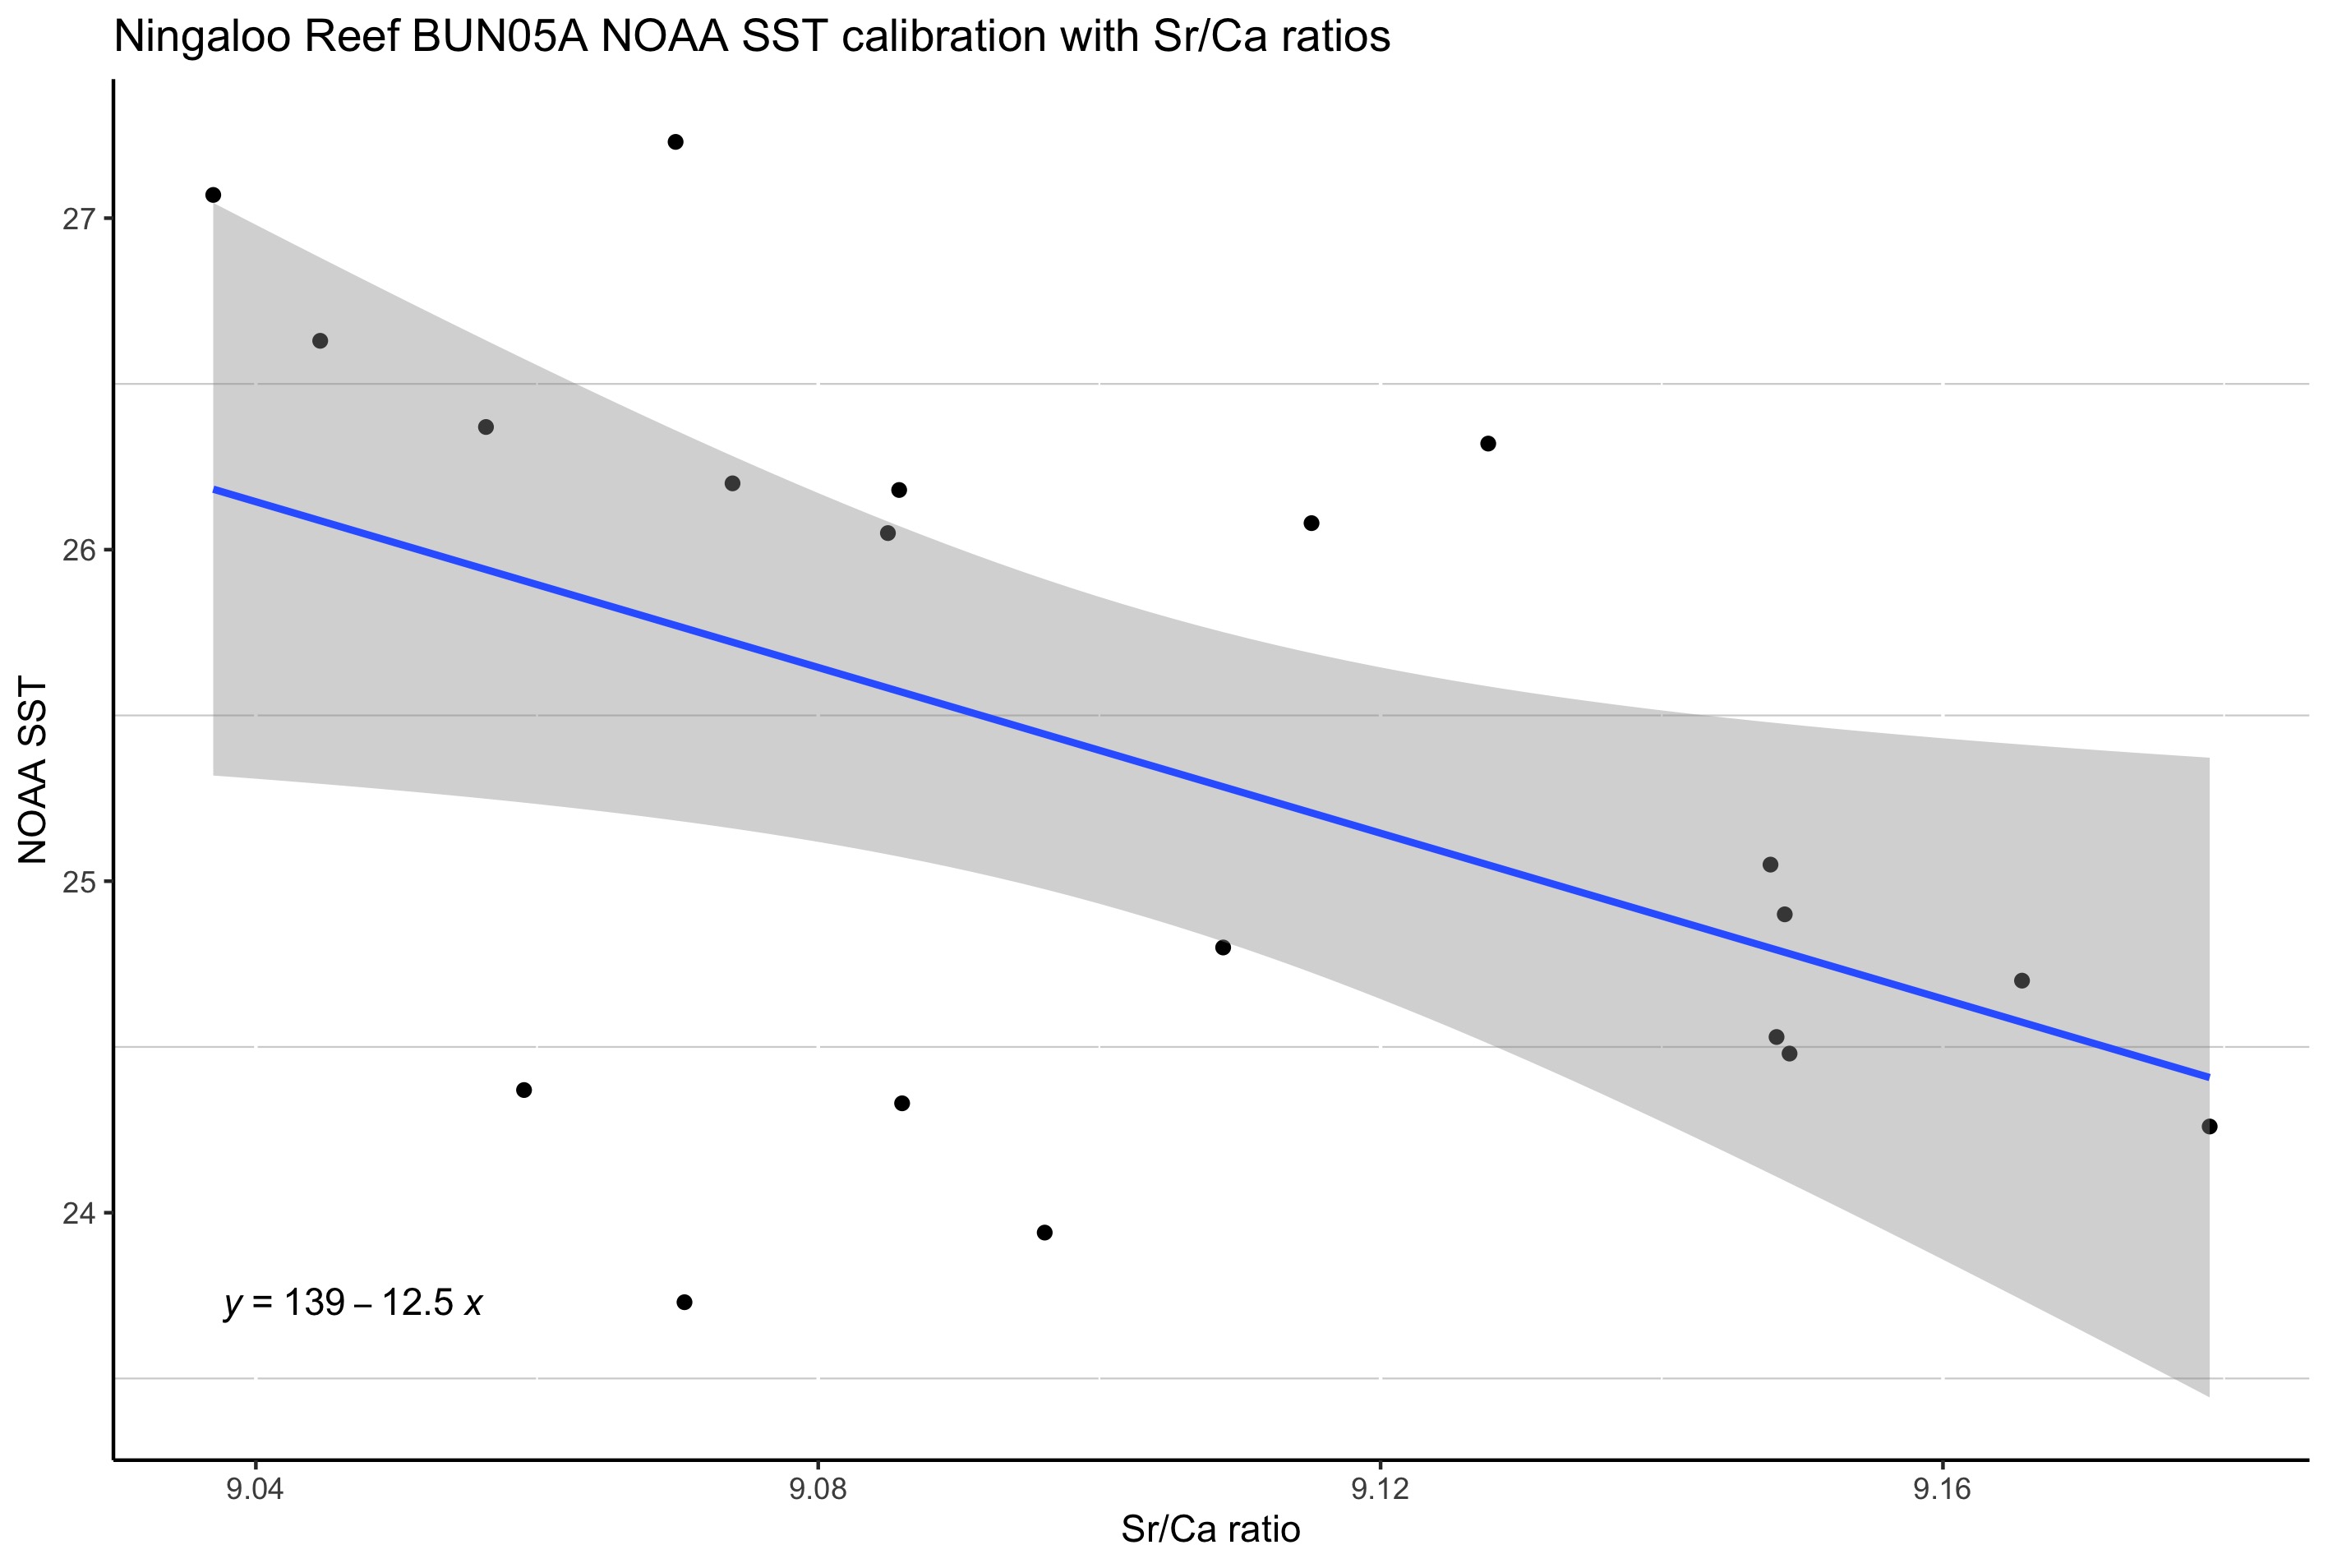 Ningaloo Reef BUN05A NOAA SST calibration with Sr/Ca ratios
27
26
25
24
NOAA SST
y = 139 – 12.5 x
9.04
9.08
9.12
9.16
Sr/Ca ratio